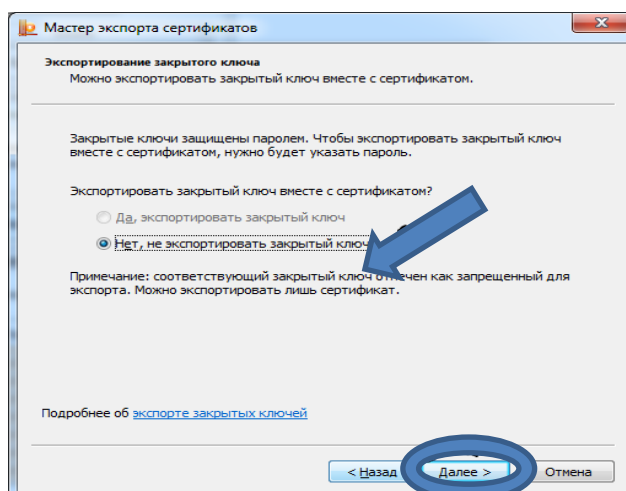 Мастер экспорта сертификатов
Экспортирование закрытого ключа
Можно экспортировать закрытый ключ вместе с сертификатом.
Закрытые ключи защищены паролем. Чтобы экспортировать закрытый ключ
вместе с сертификатом, нужно будет указать пароль.
Экспортировать закрытый ключ вместе с сертификатом?
Да, экспортировать закрытый ключ
Нет, не экспортировать закрытый ключ
Примечание: соответствующий закрытый ключ отмечен как запрещенный для
экспорта. Можно экспортировать лишь сертификат.
Подробнее об экспорте закрытых ключей
< Назад Далее > Отмена